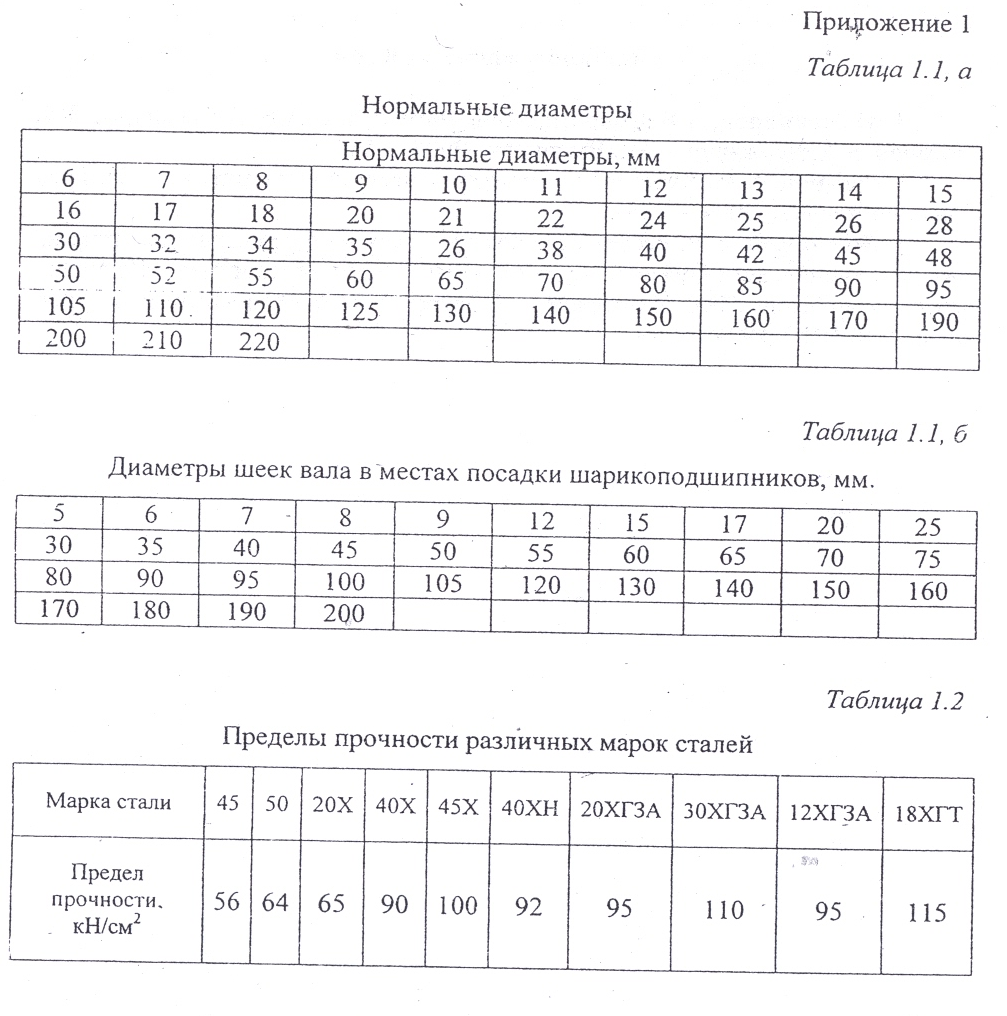 Приложение 1
Таблица 1.1, а
Нормальные диаметры
Нормальные диаметры, мм
6 7 8 9 10 11 12 13 14 15
16 17 18 20 21 22 24 25 26 28
30 32 34 35 26 38 40 42 45 48
50 52 55 60 65 70 80 85 90 95
105 110 120 125 130 140 150 160 170 190
200 210 220
Таблица 1.1, б
Диаметры шеек вала в местах посадки шарикоподшипников, мм.
5 6 7 8 9 12 15 17 20 25
30 35 40 45 50 55 60 65 70 75
80 90 95 100 105 120 130 140 150 160
170 180 190 200
Таблица 1.2
Пределы прочности различных марок сталей
Марка стали 45 50 20Х 40Х 45Х 40ХН 20ХГЗА 30ХГЗА 12ХГЗА 18ХГТ
Предел
прочности,
кН/см²
56 64 65 90 100 92 95 110 95 115